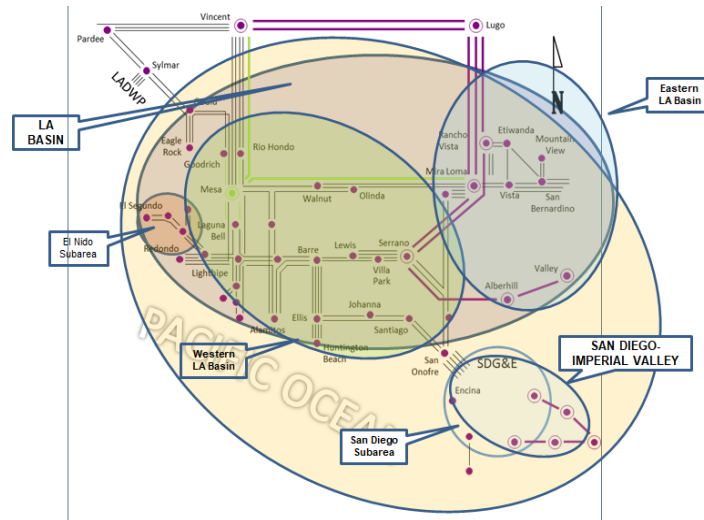 Vincent
Lugo
Pardee
Sylmar
LADWP
Eastern
LA Basin
N
LA
BASIN
Eagle
Rock
Goodrich
Rio Hondo
Rancho
Vista
Etiwanda
Mountain
View
Mesa
Mira Loma
Walnut
Olinda
Vista
San
Bernardino
El Segundo
El Nido
Subarea
Redondo
Laguna
Bell
Lighthipe
Barre
Lewis
Serrano
Villa
Park
Valley
Alberhill
Johanna
Alamitos
Ellis
Santiago
Huntington
Beach
Western
LA Basin
PACIFIC OCEA
San
Onofre
SDG&E
SAN DIEGO-
IMPERIAL VALLEY
Encina
San Diego
Subarea